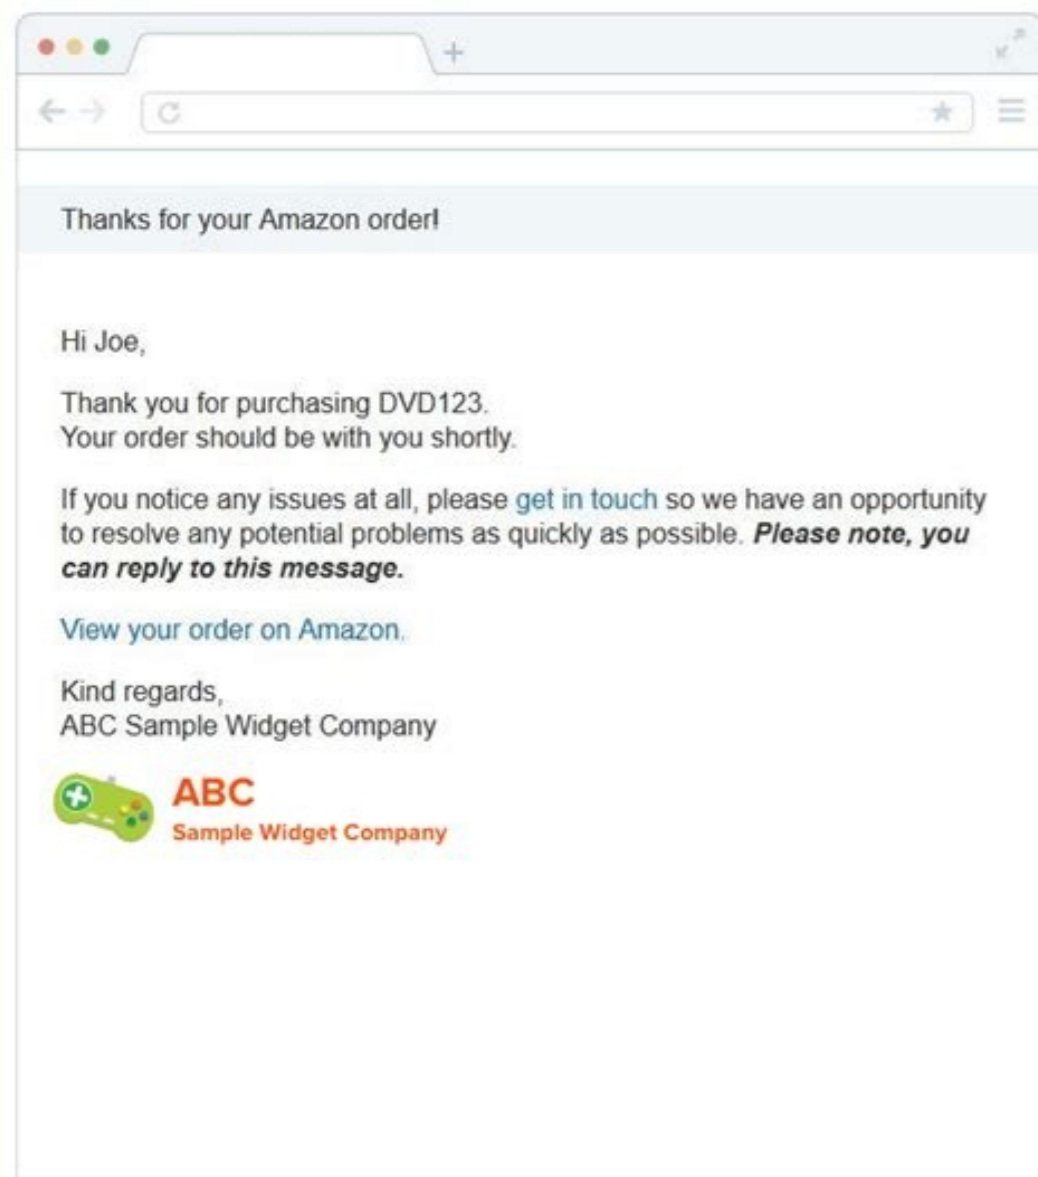 Thanks for your Amazon order!
Hi Joe,
Thank you for purchasing DVD123.
Your order should be with you shortly.
If you notice any issues at all, please get in touch so we have an opportunity
to resolve any potential problems as quickly as possible. Please note, you
can reply to this message.
View your order on Amazon.
Kind regards,
ABC Sample Widget Company
ABC
Sample Widget Company